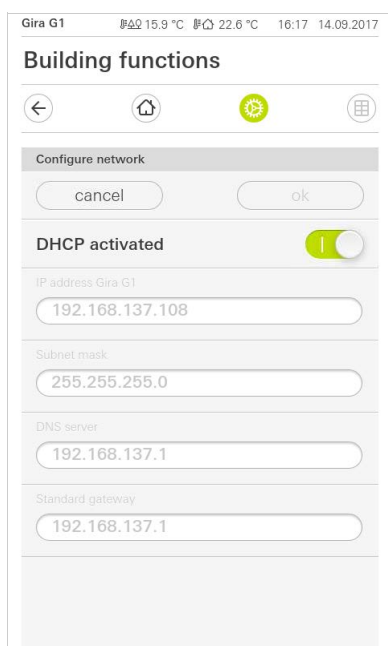 Gira G1 15.9 °C 22.6 °C 16:17 14.09.2017
Building functions
Configure network
cancel ok
DHCP activated
IP address Gira G1
192.168.137.108
Subnet mask
255.255.255.0
DNS server
192.168.137.1
Standard gateway
192.168.137.1